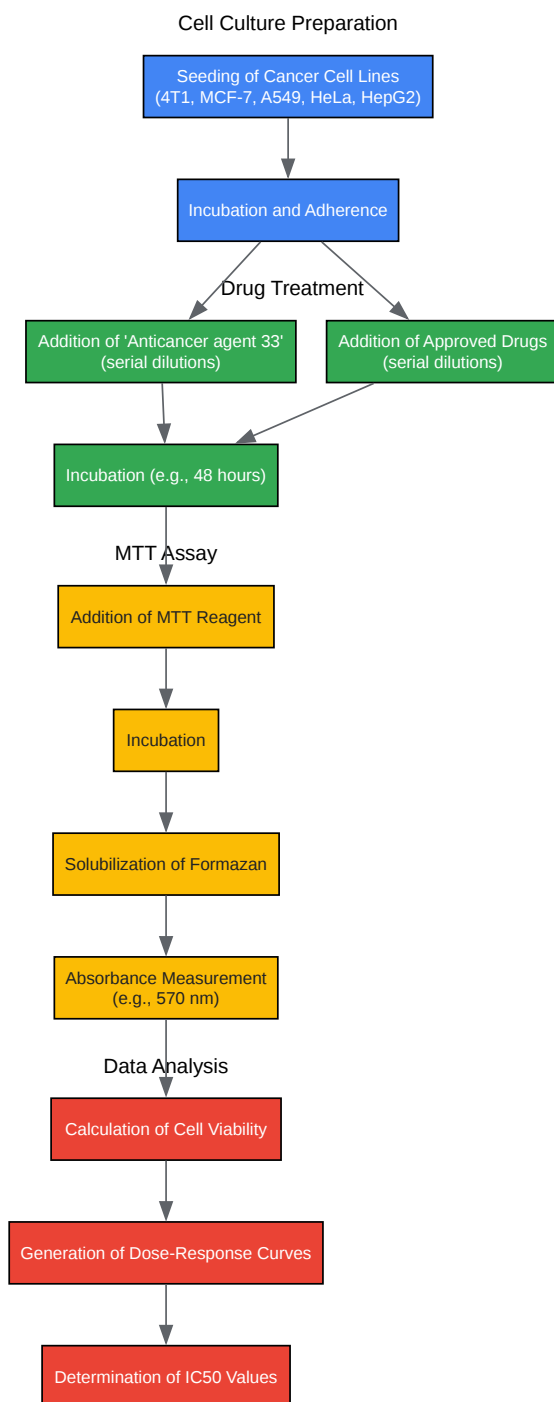 Cell Culture Preparation
Seeding of Cancer Cell Lines
(4T1, MCF-7, A549, HeLa, HepG2)
Incubation and Adherence
Drug Treatment
Addition of 'Anticancer agent 33'
(serial dilutions)
Addition of Approved Drugs
(serial dilutions)
Incubation (e.g., 48 hours)
MTT Assay
Addition of MTT Reagent
Incubation
Solubilization of Formazan
Absorbance Measurement
(e.g., 570 nm)
Data Analysis
Calculation of Cell Viability
Generation of Dose-Response Curves
Determination of IC50 Values